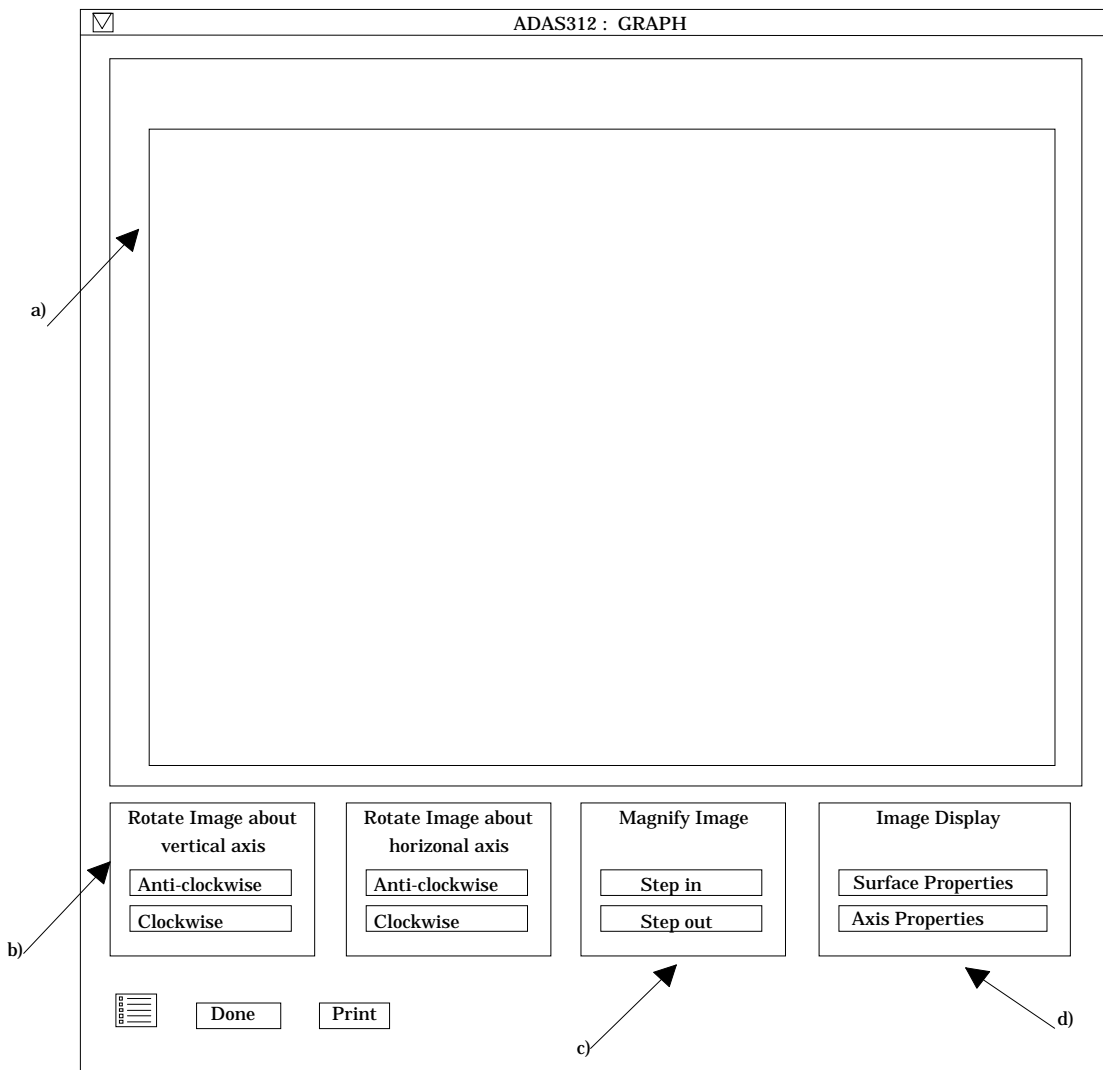 ADAS312 : GRAPH
a)
Rotate Image about
vertical axis
Anti-clockwise
Clockwise
Rotate Image about
horizonal axis
Anti-clockwise
Clockwise
Magnify Image
Step in
Step out
Image Display
Surface Properties
Axis Properties
b)
Done
Print
c)
d)